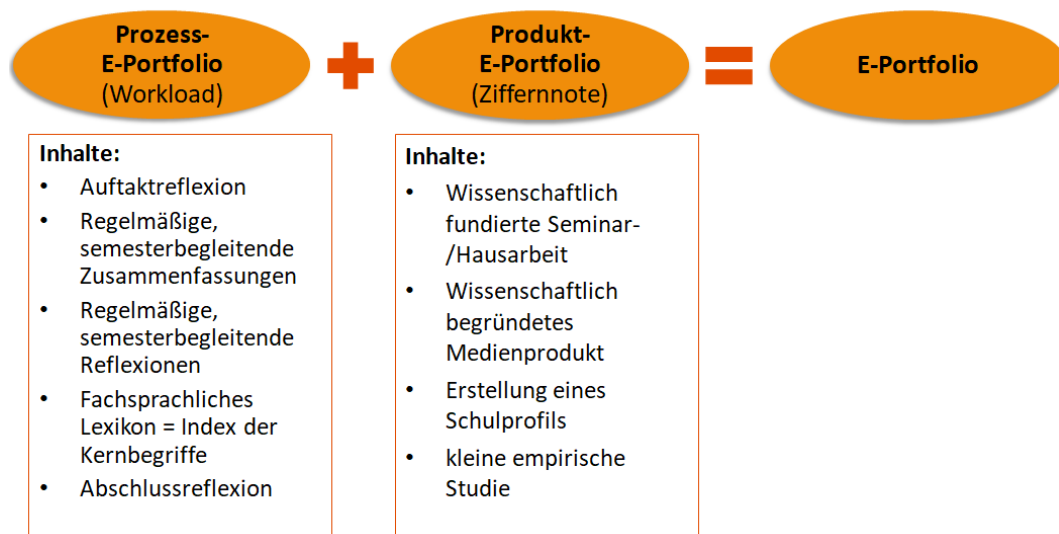 Prozess-
E-Portfolio
(Workload)
Produkt-
E-Portfolio
(Ziffernnote)
E-Portfolio
Inhalte:
• Auftaktreflexion
• Regelmäßige,
semesterbegleitende
Zusammenfassungen
• Regelmäßige,
semesterbegleitende
Reflexionen
• Fachsprachliches
Lexikon = Index der
Kernbegriffe
• Abschlussreflexion
Inhalte:
• Wissenschaftlich
fundierte Seminar-
/Hausarbeit
• Wissenschaftlich
begründetes
Medienprodukt
• Erstellung eines
Schulprofils
• kleine empirische
Studie